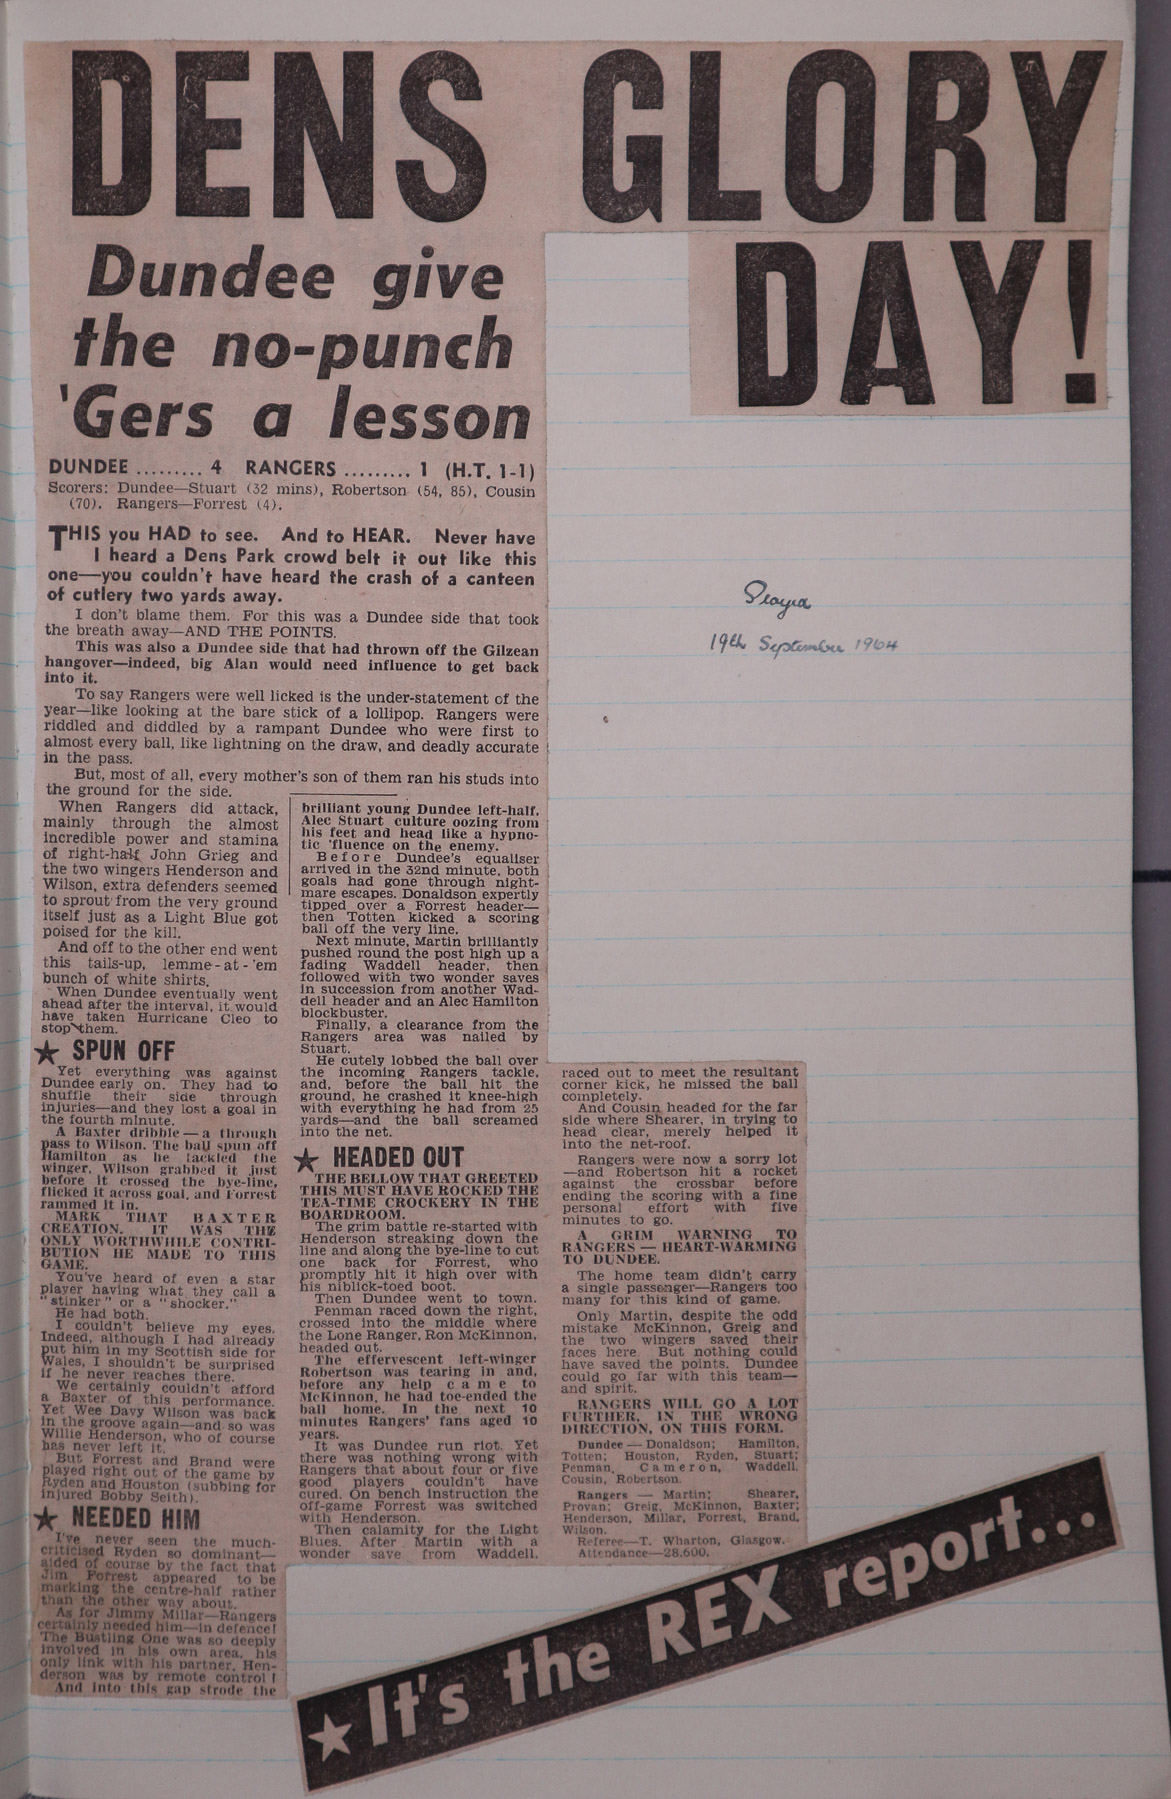 DENS GLORY
DAY!
Dundee give
the no-punch
'Gers a lesson
DUNDEE ......... 4 RANGERS ......... 1 (H.T. 1-1)
Scorers: Dundee—Stuart (32 mins), Robertson (54, 85), Cousin
(70). Rangers—Forrest (4).
THIS you HAD to see. And to HEAR. Never have
I heard a Dens Park crowd belt it out like this
one—you couldn't have heard the crash of a canteen
of cutlery two yards away.
I don't blame them. For this was a Dundee side that took
the breath away—AND THE POINTS.
This was also a Dundee side that had thrown off the Gilzean
hangover—indeed, big Alan would need influence to get back
into it.
To say Rangers were well licked is the under-statement of the
year—like looking at the bare stick of a lollipop. Rangers were
riddled and diddled by a rampant Dundee who were first to
almost every ball, like lightning on the draw, and deadly accurate
in the pass.
But, most of all, every mother's son of them ran his studs into
the ground for the side.
When Rangers did attack,
mainly through the almost
incredible power and stamina
of right-half John Grieg and
the two wingers Henderson and
Wilson, extra defenders seemed
to sprout from the very ground
itself just as a Light Blue got
poised for the kill.
And off to the other end went
this tails-up, lemme-at-'em
bunch of white shirts.
When Dundee eventually went
ahead after the interval, it would
have taken Hurricane Cleo to
stop them.
★ SPUN OFF
Yet everything was against
Dundee early on. They had to
shuffle their side through
injuries—and they lost a goal in
the fourth minute.
A Baxter dribble—a through
pass to Wilson. The ball spun off
Hamilton as he tackled the
winger, Wilson grabbed it just
before it crossed the bye-line,
flicked it across goal, and Forrest
rammed it in.
MARK THAT BAXTER
CREATION. IT WAS THE
ONLY WORTHWHILE CONTRI-
BUTION HE MADE TO THIS
GAME.
You've heard of even a star
player having what they call a
"stinker" or a "shocker."
He had both.
I couldn't believe my eyes.
Indeed, although I had already
put him in my Scottish side for
Wales, I shouldn't be surprised
if he never reaches there.
We certainly couldn't afford
a Baxter of this performance.
Yet Wee Davy Wilson was back
in the groove again—and so was
Willie Henderson, who of course
has never left it.
But Forrest and Brand were
played right out of the game by
Ryden and Houston (subbing for
injured Bobby Seith).
★ NEEDED HIM
I've never seen the much-
criticised Ryden so dominant—
aided of course by the fact that
Jim Forrest appeared to be
marking the centre-half rather
than the other way about.
As for Jimmy Millar—Rangers
certainly needed him—in defence!
The Bustling One was so deeply
involved in his own area, his
only link with his partner, Hen-
derson was by remote control!
And into this gap strode the
brilliant young Dundee left-half,
Alec Stuart culture oozing from
his feet and head like a hypno-
tic 'fluence on the enemy.
Before Dundee's equaliser
arrived in the 32nd minute, both
goals had gone through night-
mare escapes. Donaldson expertly
tipped over a Forrest header—
then Totten kicked a scoring
ball off the very line.
Next minute, Martin brilliantly
pushed round the post high up a
fading Waddell header, then
followed with two wonder saves
in succession from another Wad-
dell header and an Alec Hamilton
blockbuster.
Finally, a clearance from the
Rangers area was nailed by
Stuart.
He cutely lobbed the ball over
the incoming Rangers tackle,
and, before the ball hit the
ground, he crashed it knee-high
with everything he had from 25
yards—and the ball screamed
into the net.
★ HEADED OUT
THE BELLOW THAT GREETED
THIS MUST HAVE ROCKED THE
TEA-TIME CROCKERY IN THE
BOARDROOM.
The grim battle re-started with
Henderson streaking down the
line and along the bye-line to cut
one back for Forrest, who
promptly hit it high over with
his niblick-toed boot.
Then Dundee went to town.
Penman raced down the right,
crossed into the middle where
the Lone Ranger, Ron McKinnon,
headed out.
The effervescent left-winger
Robertson was tearing in and,
before any help came to
McKinnon, he had toe-ended the
ball home. In the next 10
minutes Rangers' fans aged 10
years.
It was Dundee run riot. Yet
there was nothing wrong with
Rangers that about four or five
good players couldn't have
cured. On bench instruction the
off-game Forrest was switched
with Henderson.
Then calamity for the Light
Blues. After Martin with a
wonder save from Waddell,
raced out to meet the resultant
corner kick, he missed the ball
completely.
And Cousin headed for the far
side where Shearer, in trying to
head clear, merely helped it
into the net-roof.
Rangers were now a sorry lot
—and Robertson hit a rocket
against the crossbar before
ending the scoring with a fine
personal effort with five
minutes to go.
A GRIM WARNING TO
RANGERS — HEART-WARMING
TO DUNDEE.
The home team didn't carry
a single passenger—Rangers too
many for this kind of game.
Only Martin, despite the odd
mistake McKinnon, Greig and
the two wingers saved their
faces here. But nothing could
have saved the points. Dundee
could go far with this team—
and spirit.
RANGERS WILL GO A LOT
FURTHER, IN THE WRONG
DIRECTION, ON THIS FORM.
Dundee — Donaldson; Hamilton,
Totten; Houston, Ryden, Stuart;
Penman, Cameron, Waddell,
Cousin, Robertson.
Rangers — Martin; Shearer,
Provan; Greig, McKinnon, Baxter;
Henderson, Millar, Forrest, Brand,
Wilson.
Referee—T. Wharton, Glasgow.
Attendance—28,600.
Played
19th September 1964
★ It's the REX report...